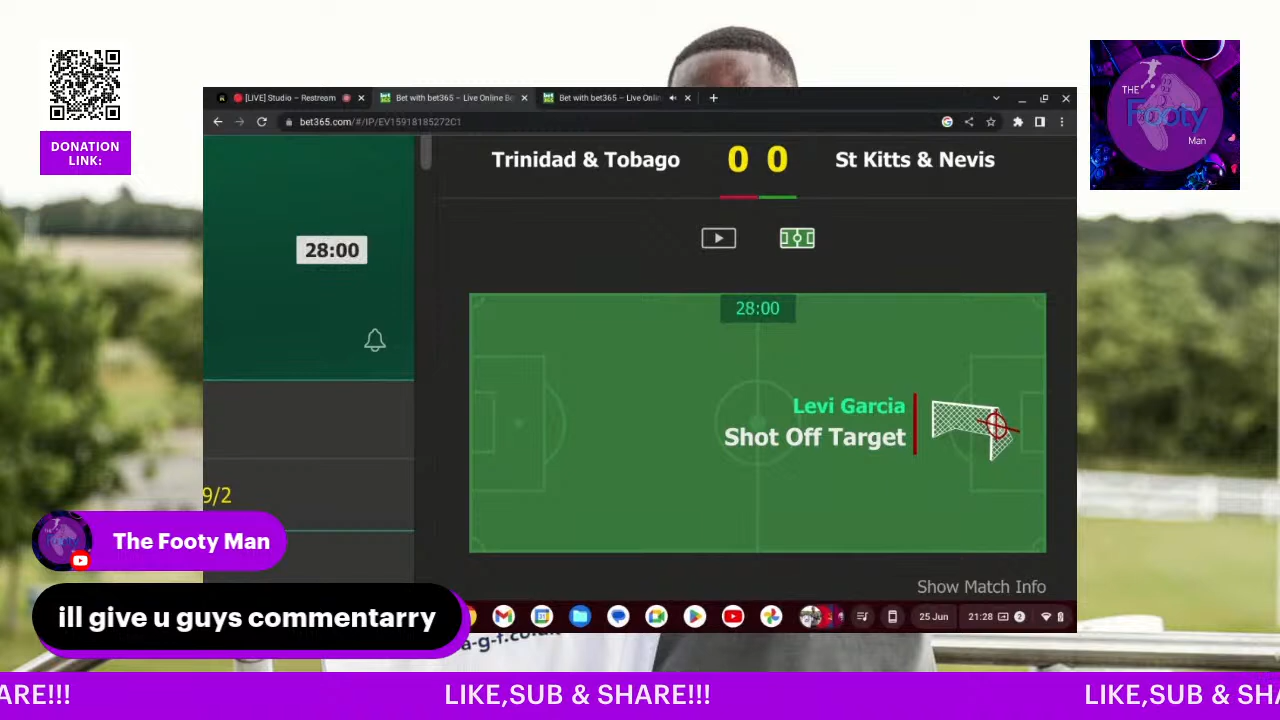 DONATION
LINK:
THE
Footy
Man
[LIVE] Studio – Restream
Bet with bet365 – Live Online Be
Bet with bet365 – Live Onlin
bet365.com/#/IP/EV15918185272C1
Trinidad & Tobago 0 0 St Kitts & Nevis
28:00
28:00
Levi Garcia
Shot Off Target
9/2
The Footy Man
Show Match Info
ill give u guys commentarry
25 Jun 21:28 2
LIKE,SUB & SHARE!!!
ARE!!!
LIKE,SUB & SHA